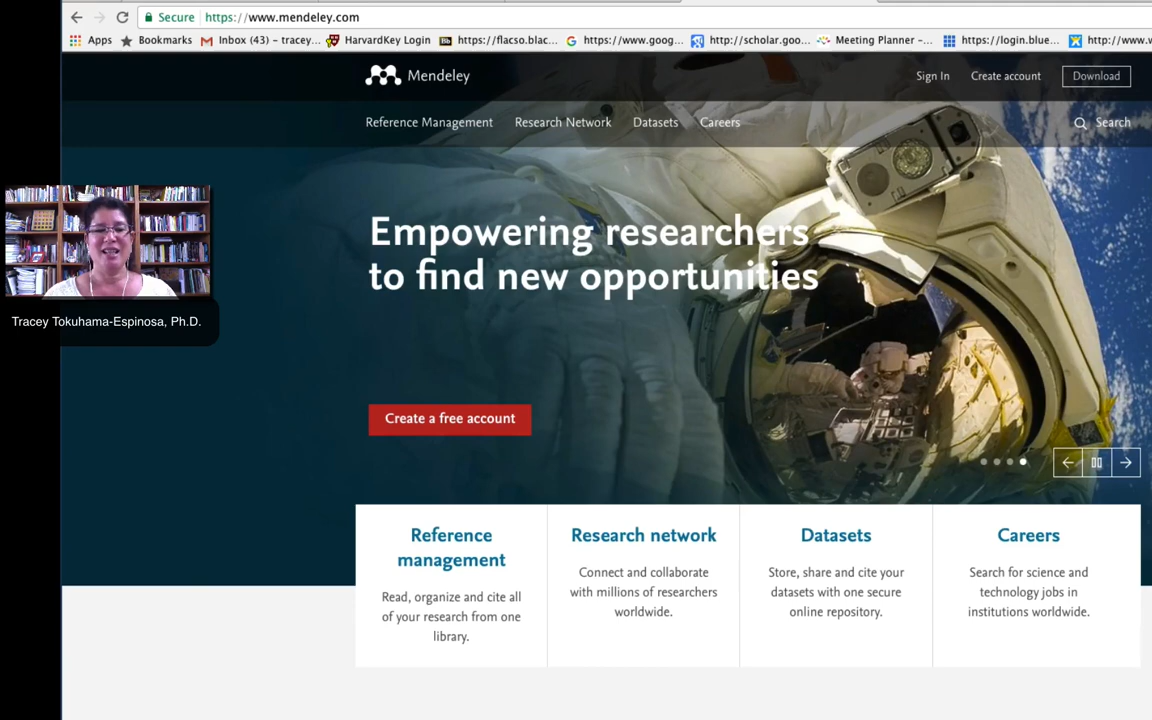 Secure https://www.mendeley.com
Apps Bookmarks Inbox (43) – tracey... HarvardKey Login https://flacso.blac... https://www.goog... http://scholar.goo... Meeting Planner –... https://login.blue... http://www.w
Mendeley
Sign In Create account Download
Reference Management Research Network Datasets Careers Search
Empowering researchers
to find new opportunities
Tracey Tokuhama-Espinosa, Ph.D.
Create a free account
Reference
management
Read, organize and cite all
of your research from one
library.
Research network
Connect and collaborate
with millions of researchers
worldwide.
Datasets
Store, share and cite your
datasets with one secure
online repository.
Careers
Search for science and
technology jobs in
institutions worldwide.